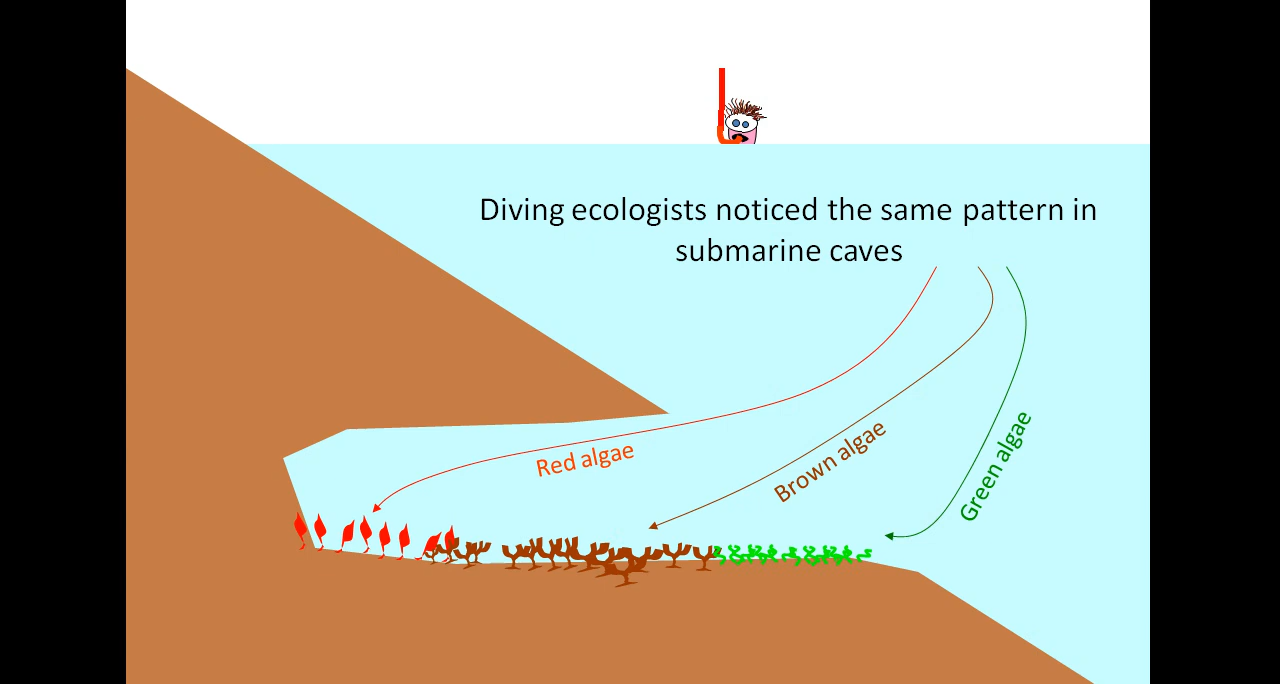 Diving ecologists noticed the same pattern in
submarine caves
Red algae
Brown algae
Green algae